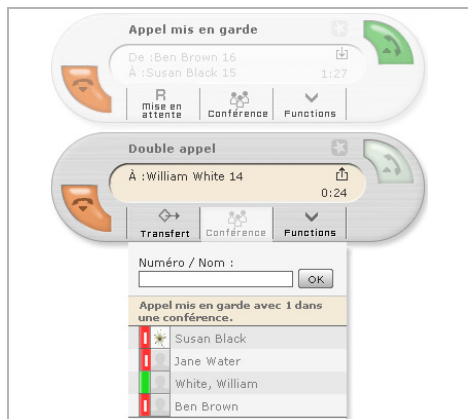 Appel mis en garde
De :Ben Brown 16
À :Susan Black 15
1:27
R
Mise en
attente
Conférence
Functions
Double appel
À :William White 14
0:24
Transfert
Conférence
Functions
Numéro / Nom :
OK
Appel mis en garde avec 1 dans
une conférence.
Susan Black
Jane Water
White, William
Ben Brown